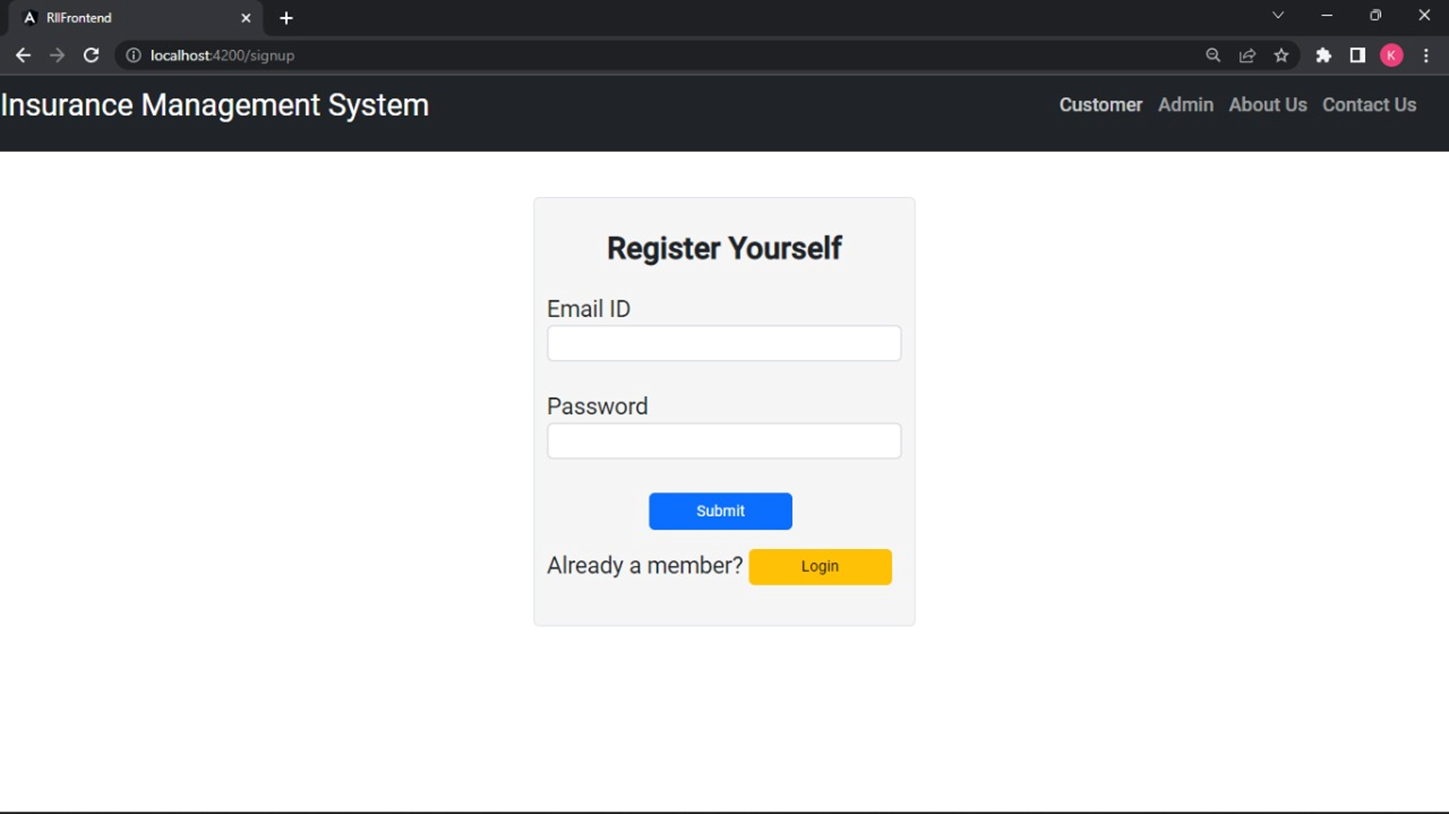 RIIFrontend
localhost:4200/signup
K
Insurance Management System
Customer Admin About Us Contact Us
Register Yourself
Email ID
Password
Submit
Already a member? Login